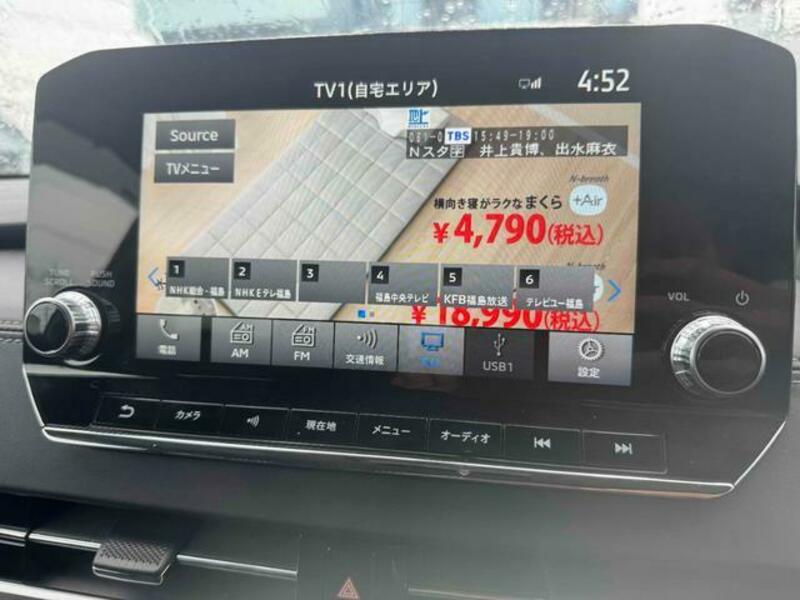 TV1(自宅エリア)
4:52
Source
TVメニュー
地上
TBS 15:49-19:00
Nスタ 井上貴博、出水麻衣
N-breath
横向き寝がラクなまくら +Air
¥4,790(税込)
N-breath
1 NHK総合・福島
2 NHKEテレ福島
3
4 福島中央テレビ
5 KFB福島放送
6 テレビユー福島
¥18,990(税込)
TUNE SCROLL
PUSH SOUND
VOL
電話
AM
FM
交通情報
USB1
設定
カメラ
現在地
メニュー
オーディオ